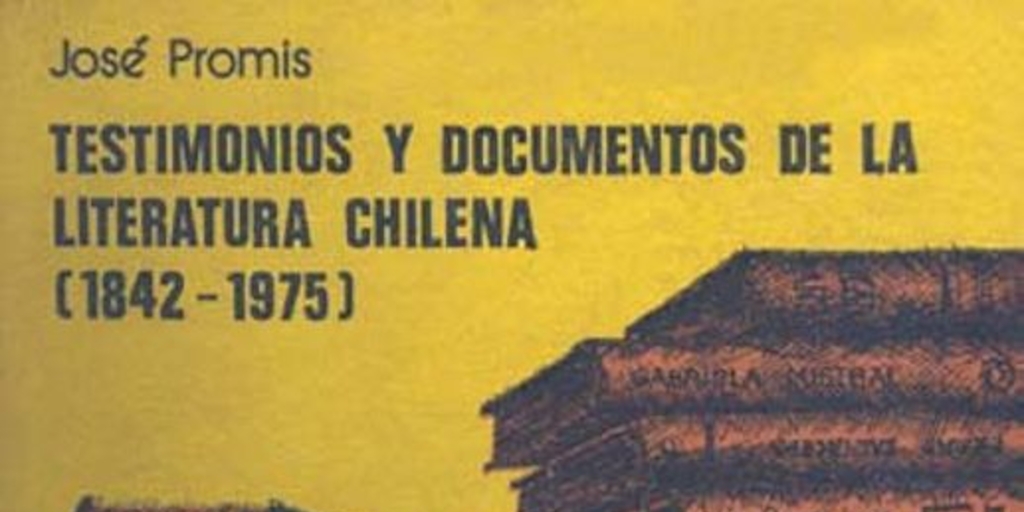 José Promis
TESTIMONIOS Y DOCUMENTOS DE LA
LITERATURA CHILENA
(1842-1975)
GABRIELA MISTRAL